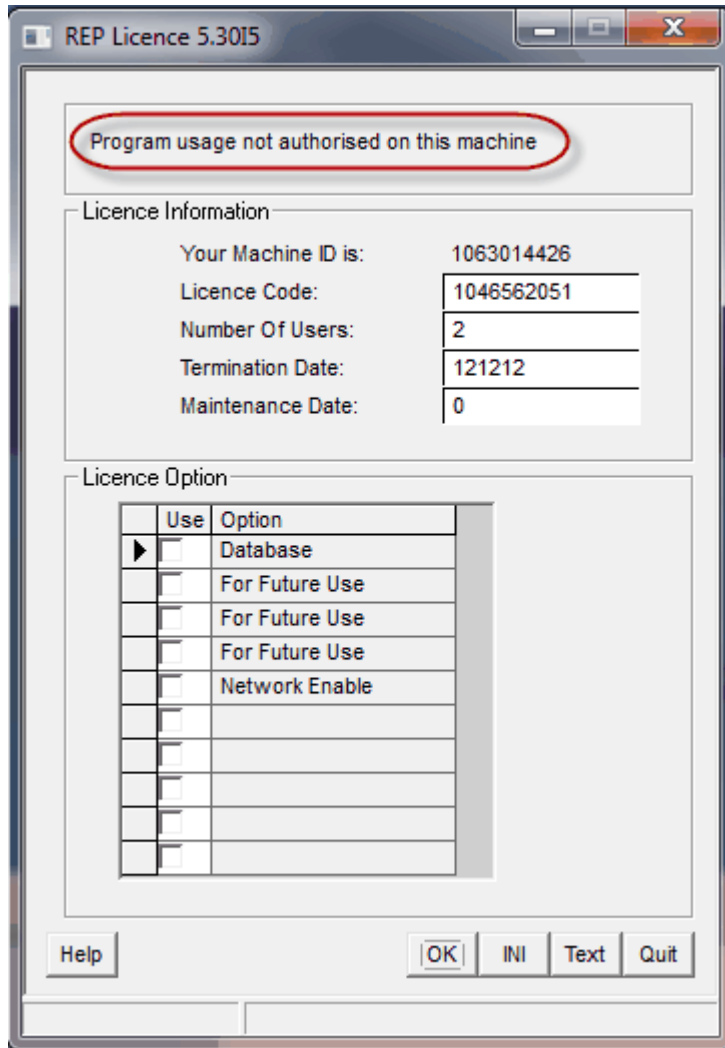 REP Licence 5.30I5
Program usage not authorised on this machine
Licence Information
Your Machine ID is: 1063014426
Licence Code: 1046562051
Number Of Users: 2
Termination Date: 121212
Maintenance Date: 0
Licence Option
Use Option
Database
For Future Use
For Future Use
For Future Use
Network Enable
Help OK INI Text Quit